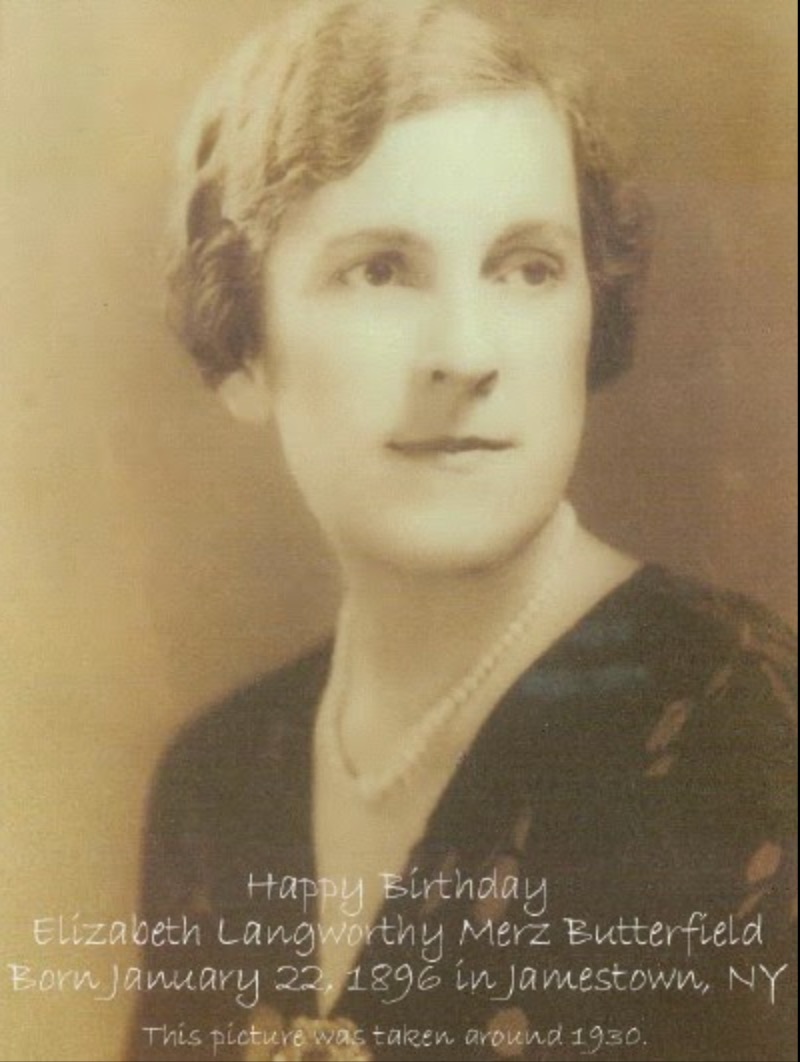 Happy Birthday
Elizabeth Langworthy Merz Butterfield
Born January 22, 1896 in Jamestown, NY
This picture was taken around 1930.